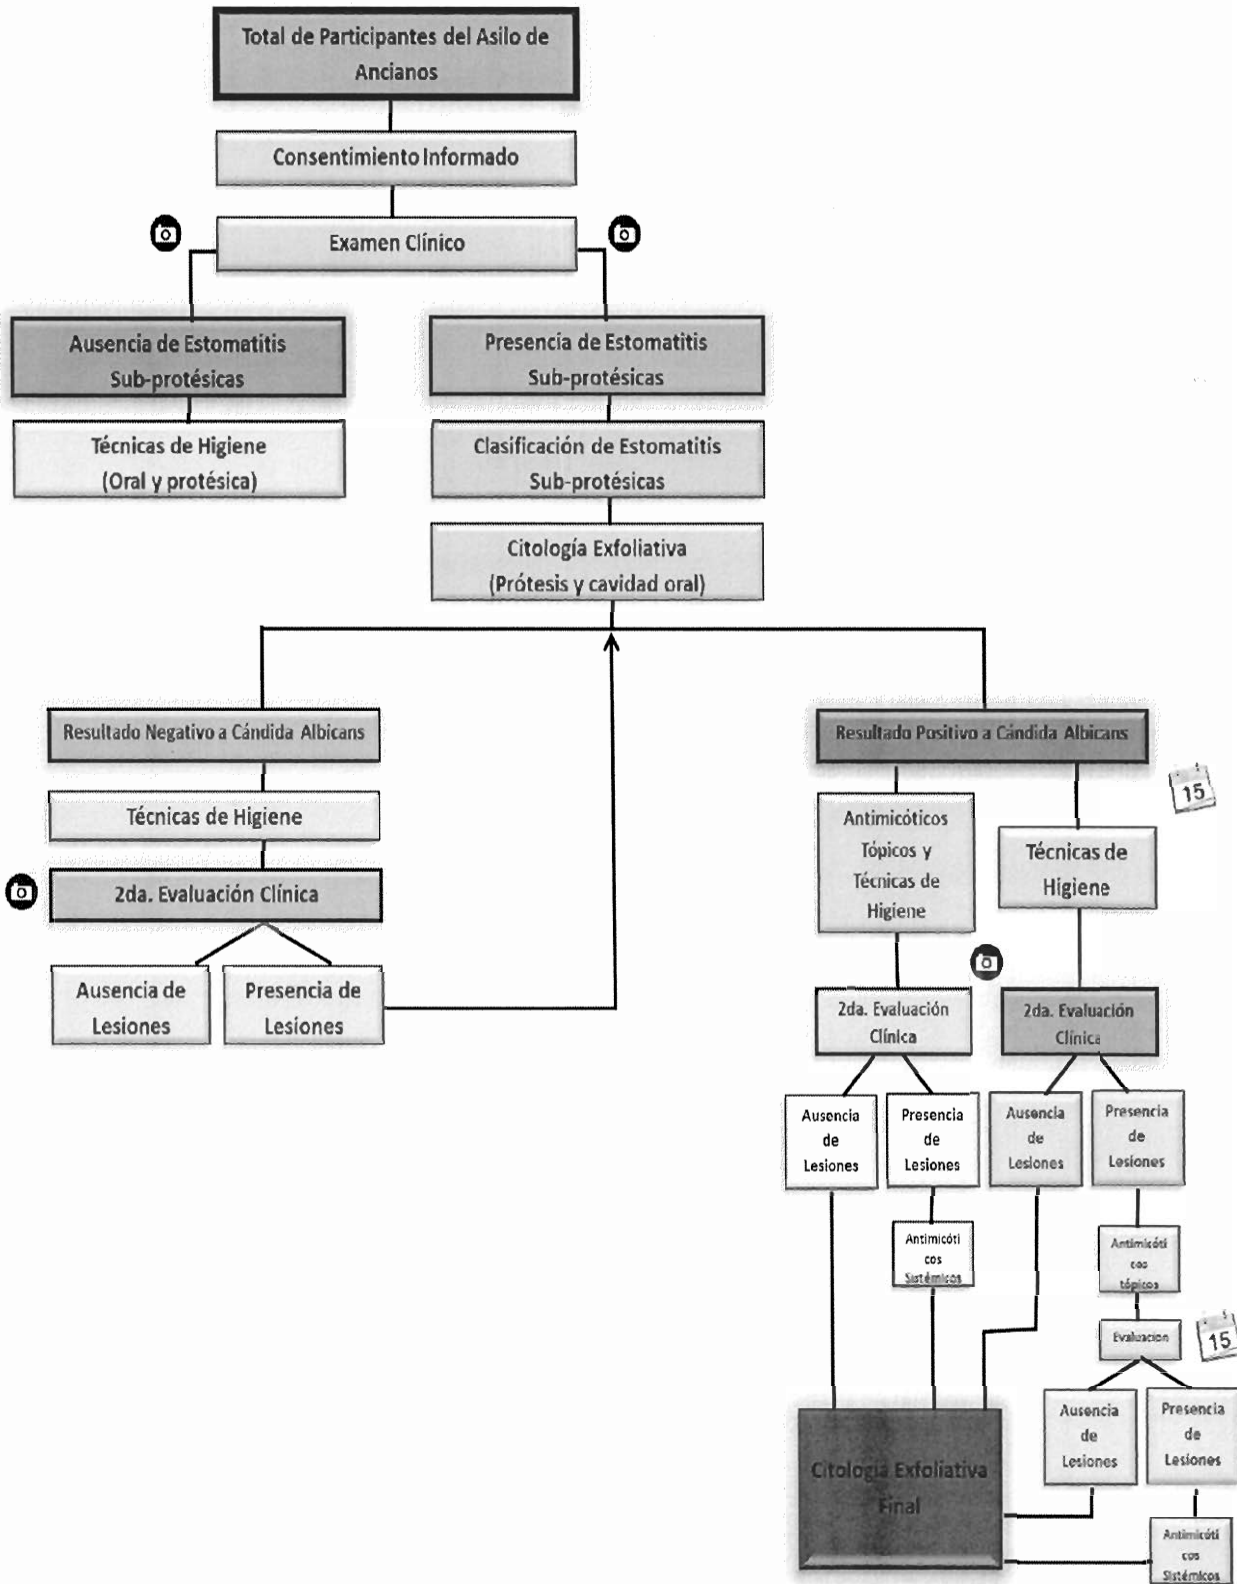 Total de Participantes del Asilo de
Ancianos
Consentimiento Informado
Examen Clínico
Ausencia de Estomatitis
Sub-protésicas
Presencia de Estomatitis
Sub-protésicas
Técnicas de Higiene
(Oral y protésica)
Clasificación de Estomatitis
Sub-protésicas
Citología Exfoliativa
(Prótesis y cavidad oral)
Resultado Negativo a Cándida Albicans
Técnicas de Higiene
2da. Evaluación Clínica
Ausencia de
Lesiones
Presencia de
Lesiones
Resultado Positivo a Cándida Albicans
15
Antimicóticos
Tópicos y
Técnicas de
Higiene
Técnicas de
Higiene
2da. Evaluación
Clínica
2da. Evaluación
Clínica
Ausencia
de
Lesiones
Presencia
de
Lesiones
Ausencia
de
Lesiones
Presencia
de
Lesiones
Antimicóti
cos
Sistémicos
Antimicóti
cos
tópicos
Evaluación
15
Ausencia
de
Lesiones
Presencia
de
Lesiones
Citología Exfoliativa
Final
Antimicóti
cos
Sistémicos